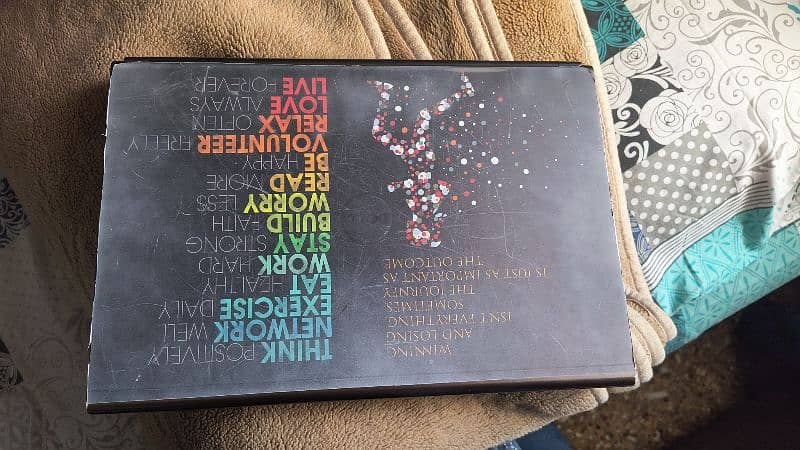 WINNING
AND LOSING
ISN'T EVERYTHING
SOMETIMES
THE JOURNEY
IS JUST AS IMPORTANT AS
THE OUTCOME
THINK POSITIVELY
NETWORK WELL
EXERCISE DAILY
EAT HEALTHY
WORK HARD
STAY STRONG
BUILD FAITH
WORRY LESS
READ MORE
BE HAPPY
VOLUNTEER FREELY
RELAX OFTEN
LOVE ALWAYS
LIVE FOREVER